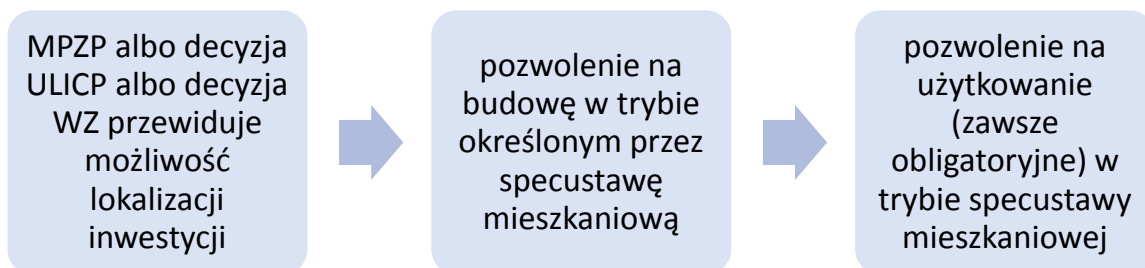 MPZP albo decyzja
ULICP albo decyzja
WZ przewiduje
możliwość
lokalizacji
inwestycji
pozwolenie na
budowę w trybie
określonym przez
specustawę
mieszkaniową
pozwolenie na
użytkowanie
(zawsze
obligatoryjne) w
trybie specustawy
mieszkaniowej